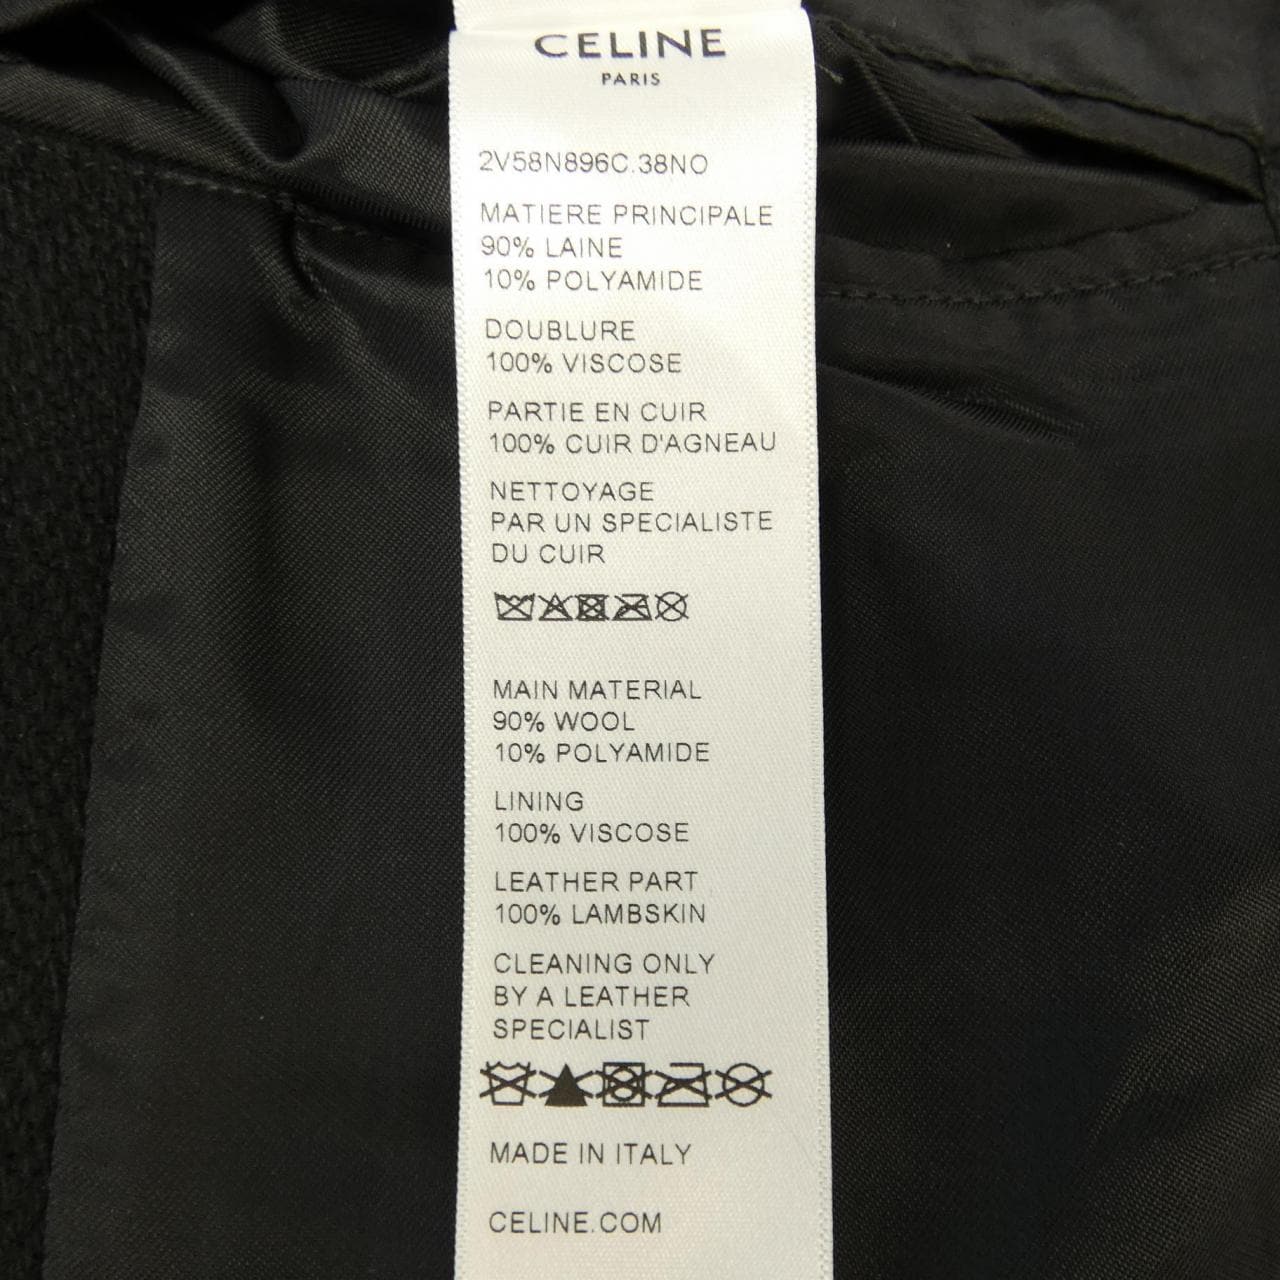 CELINE
PARIS
2V58N896C.38NO
MATIERE PRINCIPALE
90% LAINE
10% POLYAMIDE
DOUBLURE
100% VISCOSE
PARTIE EN CUIR
100% CUIR D'AGNEAU
NETTOYAGE
PAR UN SPECIALISTE
DU CUIR
MAIN MATERIAL
90% WOOL
10% POLYAMIDE
LINING
100% VISCOSE
LEATHER PART
100% LAMBSKIN
CLEANING ONLY
BY A LEATHER
SPECIALIST
MADE IN ITALY
CELINE.COM